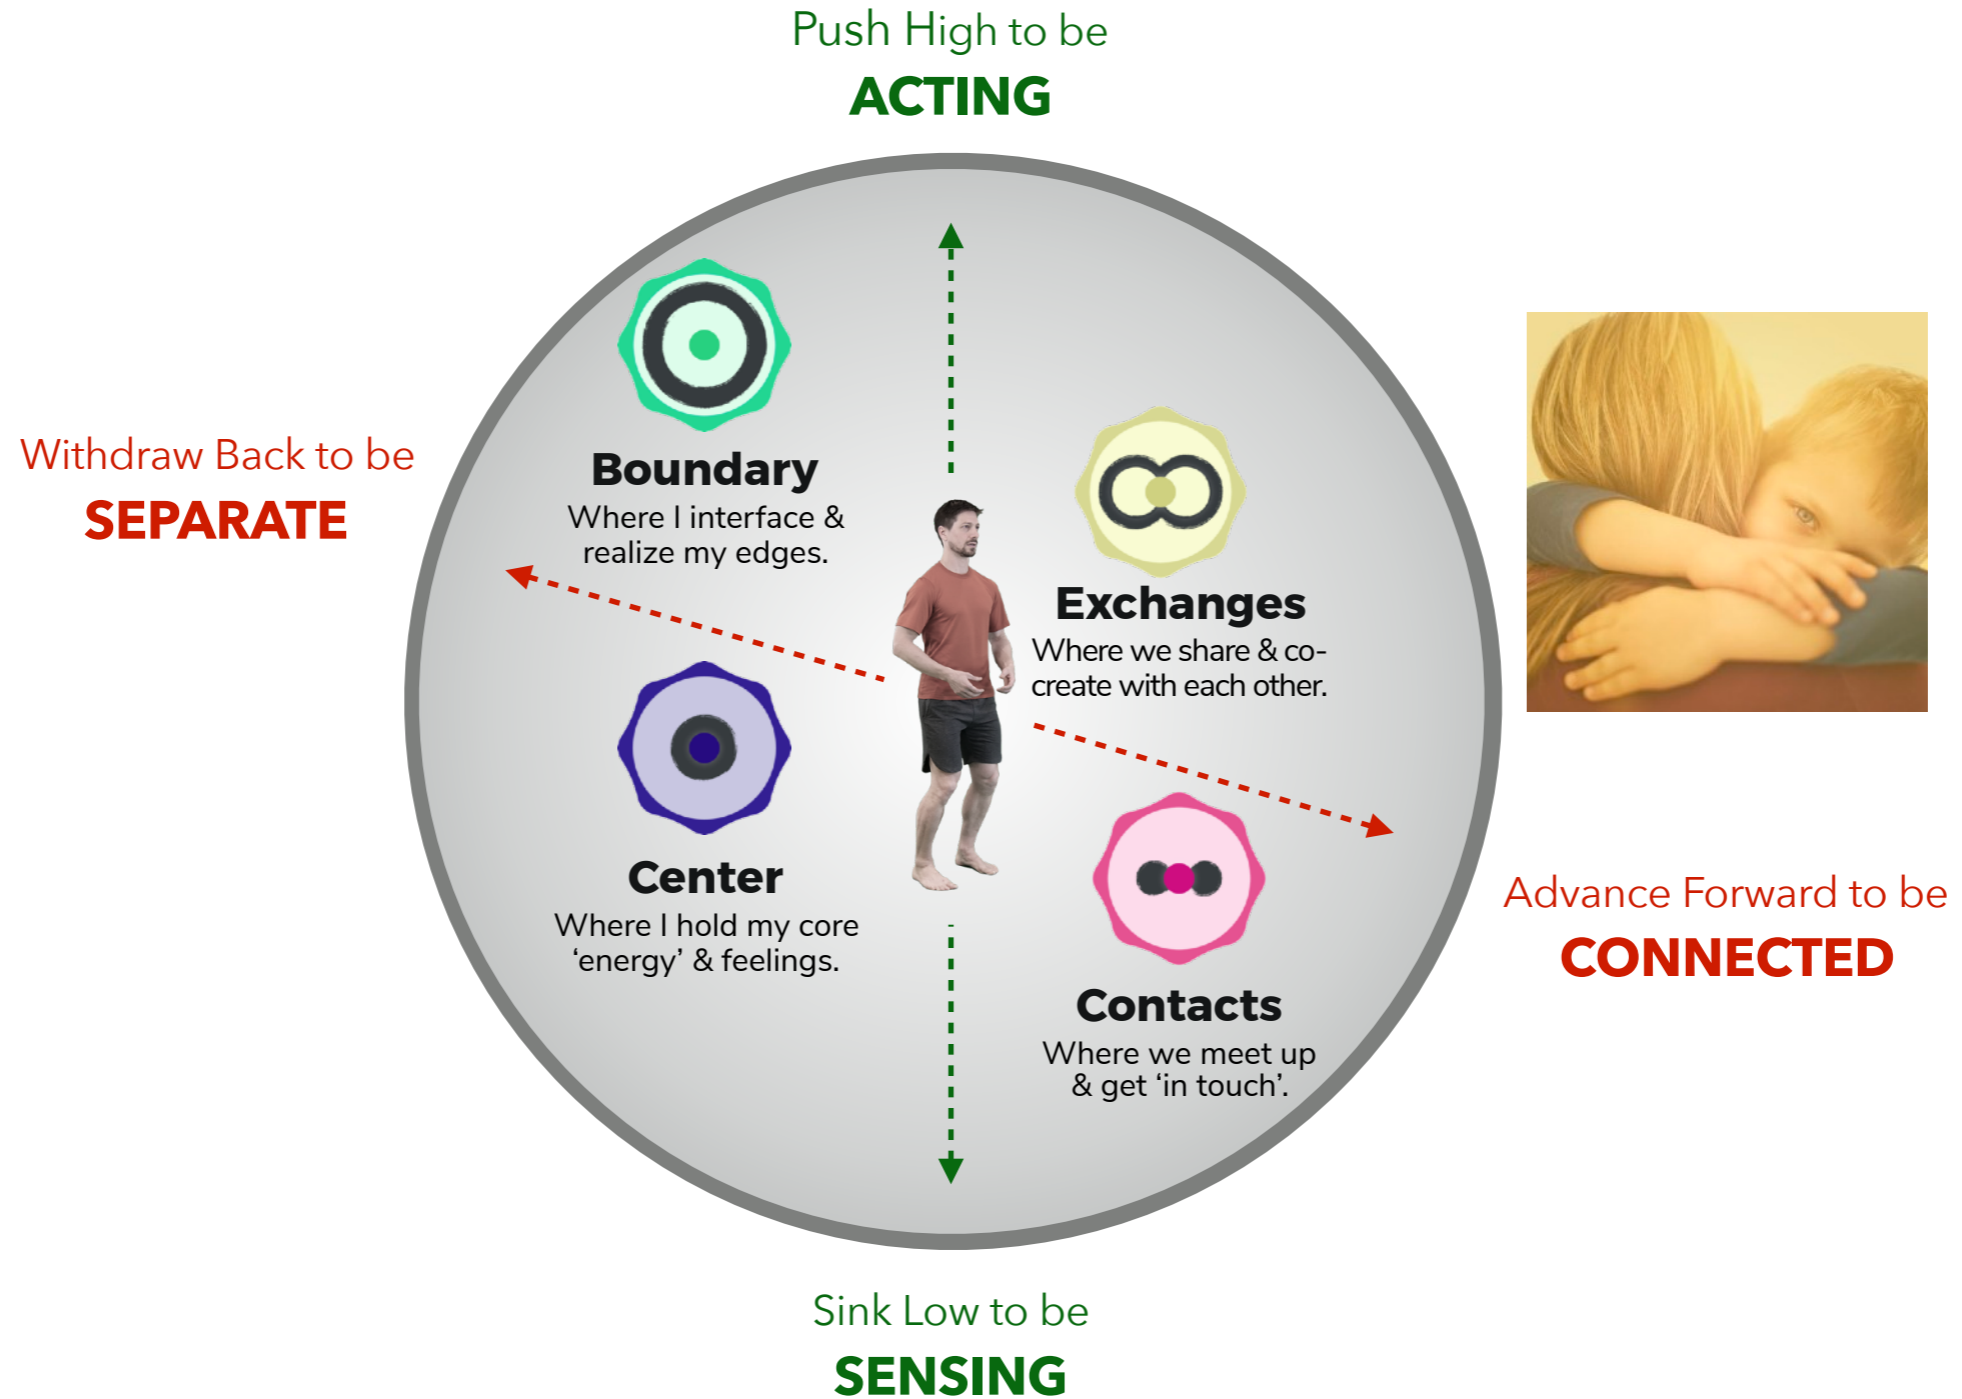 Push High to be
ACTING
Withdraw Back to be
SEPARATE
Boundary
Where I interface &
realize my edges.
Exchanges
Where we share & co-
create with each other.
Center
Where I hold my core
‘energy’ & feelings.
Contacts
Where we meet up
& get ‘in touch’.
Advance Forward to be
CONNECTED
Sink Low to be
SENSING